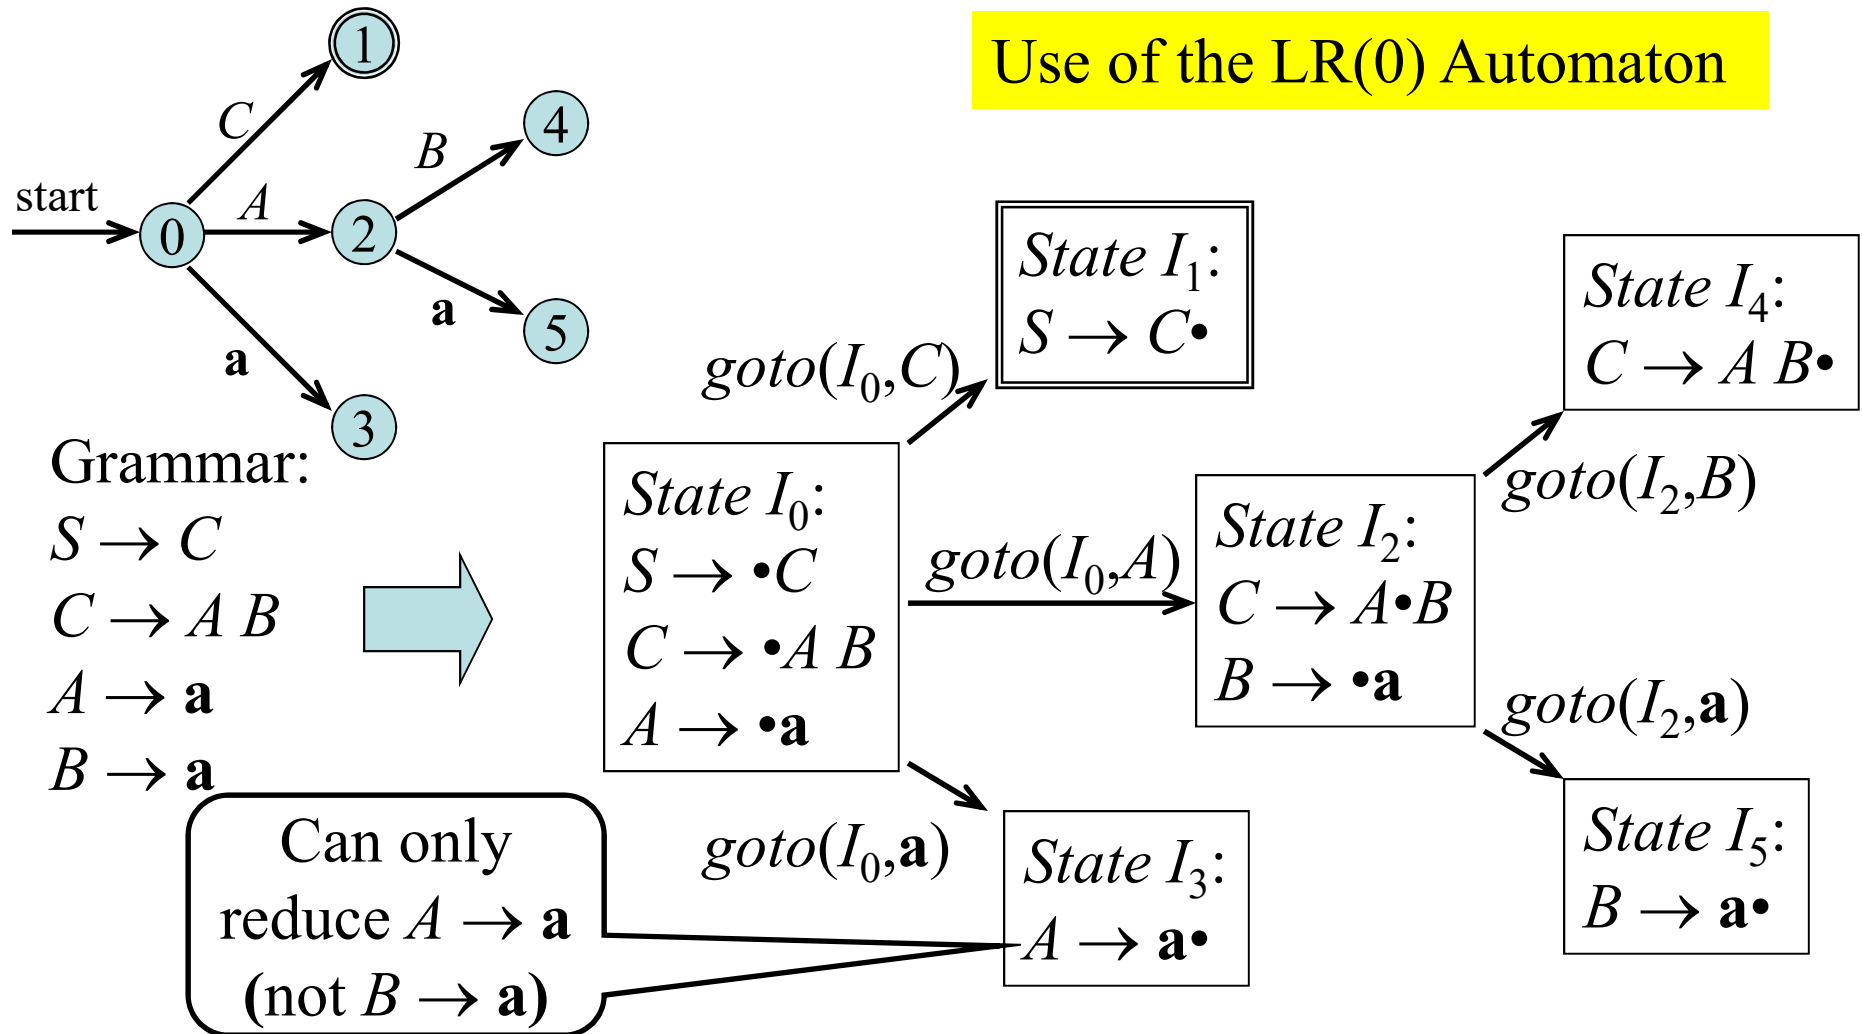 Use of the LR(0) Automaton
start
C
A
a
B
a
0
1
2
3
4
5
Grammar:
S → C
C → A B
A → a
B → a
State I₀:
S → •C
C → •A B
A → •a
goto(I₀,C)
State I₁:
S → C•
goto(I₀,A)
State I₂:
C → A•B
B → •a
goto(I₀,a)
State I₃:
A → a•
goto(I₂,B)
State I₄:
C → A B•
goto(I₂,a)
State I₅:
B → a•
Can only
reduce A → a
(not B → a)